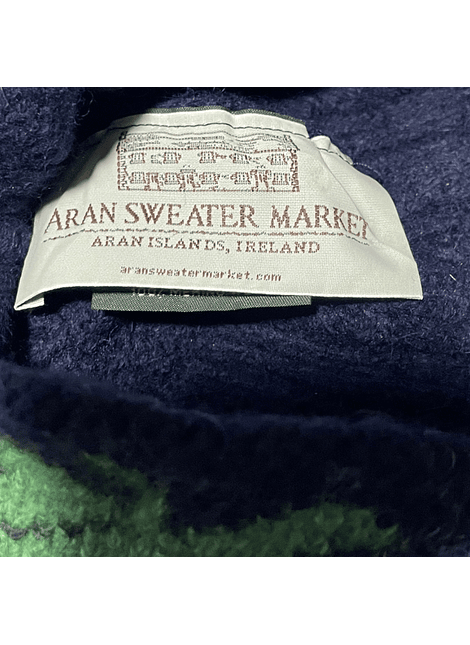 ARAN SWEATER MARKET
ARAN ISLANDS, IRELAND
aransweatermarket.com